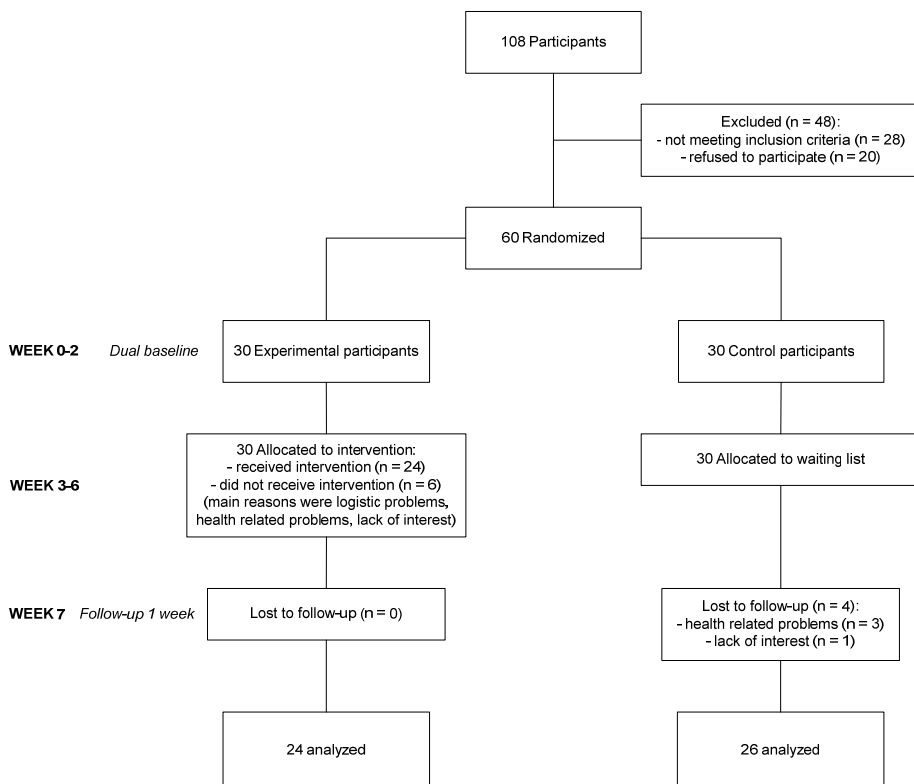 108 Participants
Excluded (n = 48):
- not meeting inclusion criteria (n = 28)
- refused to participate (n = 20)
60 Randomized
WEEK 0-2 Dual baseline
30 Experimental participants
30 Control participants
WEEK 3-6
30 Allocated to intervention:
- received intervention (n = 24)
- did not receive intervention (n = 6)
(main reasons were logistic problems,
health related problems, lack of interest)
30 Allocated to waiting list
WEEK 7 Follow-up 1 week
Lost to follow-up (n = 0)
Lost to follow-up (n = 4):
- health related problems (n = 3)
- lack of interest (n = 1)
24 analyzed
26 analyzed